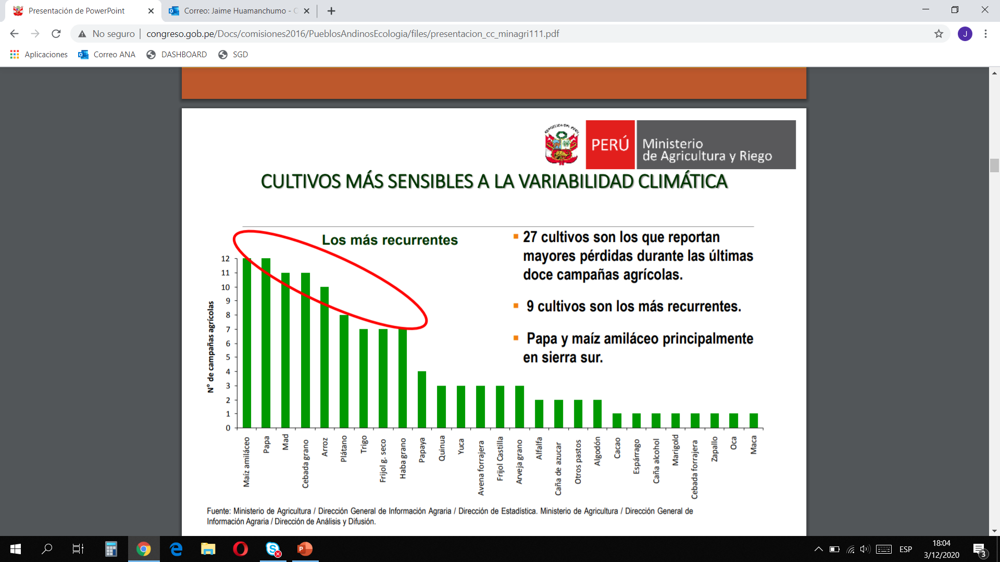 Presentación de PowerPoint
Correo: Jaime Huamanchumo - C
No seguro
congreso.gob.pe/Docs/comisiones2016/PueblosAndinosEcologia/files/presentacion_cc_minagri111.pdf
J
Aplicaciones
Correo ANA
DASHBOARD
SGD
REPUBLICA DEL PERU
PERÚ
Ministerio
de Agricultura y Riego
CULTIVOS MÁS SENSIBLES A LA VARIABILIDAD CLIMÁTICA
Los más recurrentes
N° de campañas agrícolas
12
11
10
9
8
7
6
5
4
3
2
1
0
Maíz amiláceo
Papa
Mad
Cebada grano
Arroz
Plátano
Trigo
Frijol g. seco
Haba grano
Papaya
Quinua
Yuca
Avena forrajera
Frijol Castilla
Arveja grano
Alfalfa
Caña de azucar
Otros pastos
Algodón
Cacao
Espárrago
Caña alcohol
Marigold
Cebada forrajera
Zapallo
Oca
Maca
27 cultivos son los que reportan
mayores pérdidas durante las últimas
doce campañas agrícolas.
9 cultivos son los más recurrentes.
Papa y maíz amiláceo principalmente
en sierra sur.
Fuente: Ministerio de Agricultura / Dirección General de Información Agraria / Dirección de Estadística. Ministerio de Agricultura / Dirección General de
Información Agraria / Dirección de Análisis y Difusión.
ESP
18:04
3/12/2020
3